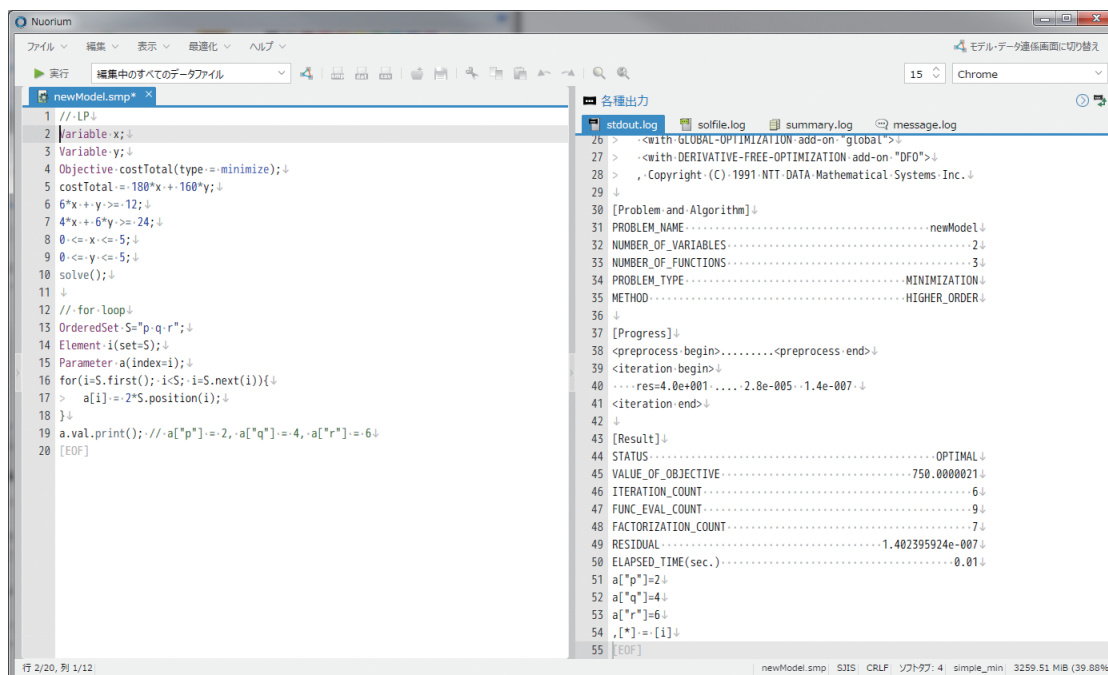 Nuorium
ファイル 編集 表示 最適化 ヘルプ モデル・データ連係画面に切り替え
実行 編集中のすべてのデータファイル 15 Chrome
newModel.smp*
1 // LP↓
2 Variable x;↓
3 Variable y;↓
4 Objective costTotal(type = minimize);↓
5 costTotal = 180*x + 160*y;↓
6 6*x + y >= 12;↓
7 4*x + 6*y >= 24;↓
8 0 <= x <= 5;↓
9 0 <= y <= 5;↓
10 solve();↓
11 ↓
12 // for loop↓
13 OrderedSet S="p q r";↓
14 Element i(set=S);↓
15 Parameter a(index=i);↓
16 for(i=S.first(); i<S; i=S.next(i)){↓
17 > a[i] = 2*S.position(i);↓
18 }↓
19 a.val.print(); // a["p"] = 2, a["q"] = 4, a["r"] = 6↓
20 [EOF]
各種出力
stdout.log solfile.log summary.log message.log
26 > <with GLOBAL-OPTIMIZATION add-on "global">↓
27 > <with DERIVATIVE-FREE-OPTIMIZATION add-on "DFO">↓
28 > , Copyright (C) 1991 NTT DATA Mathematical Systems Inc.↓
29 ↓
30 [Problem and Algorithm]↓
31 PROBLEM_NAME newModel↓
32 NUMBER_OF_VARIABLES 2↓
33 NUMBER_OF_FUNCTIONS 3↓
34 PROBLEM_TYPE MINIMIZATION↓
35 METHOD HIGHER_ORDER↓
36 ↓
37 [Progress]↓
38 <preprocess begin>.........<preprocess end>↓
39 <iteration begin>↓
40 res=4.0e+001 .... 2.8e-005 1.4e-007 ↓
41 <iteration end>↓
42 ↓
43 [Result]↓
44 STATUS OPTIMAL↓
45 VALUE_OF_OBJECTIVE 750.0000021↓
46 ITERATION_COUNT 6↓
47 FUNC_EVAL_COUNT 9↓
48 FACTORIZATION_COUNT 7↓
49 RESIDUAL 1.402395924e-007↓
50 ELAPSED_TIME(sec.) 0.01↓
51 a["p"]=2↓
52 a["q"]=4↓
53 a["r"]=6↓
54 ,[*] = [i]↓
55 [EOF]
行 2/20, 列 1/12 newModel.smp SJIS CRLF ソフトタブ: 4 simple_min 3259.51 MiB (39.88%